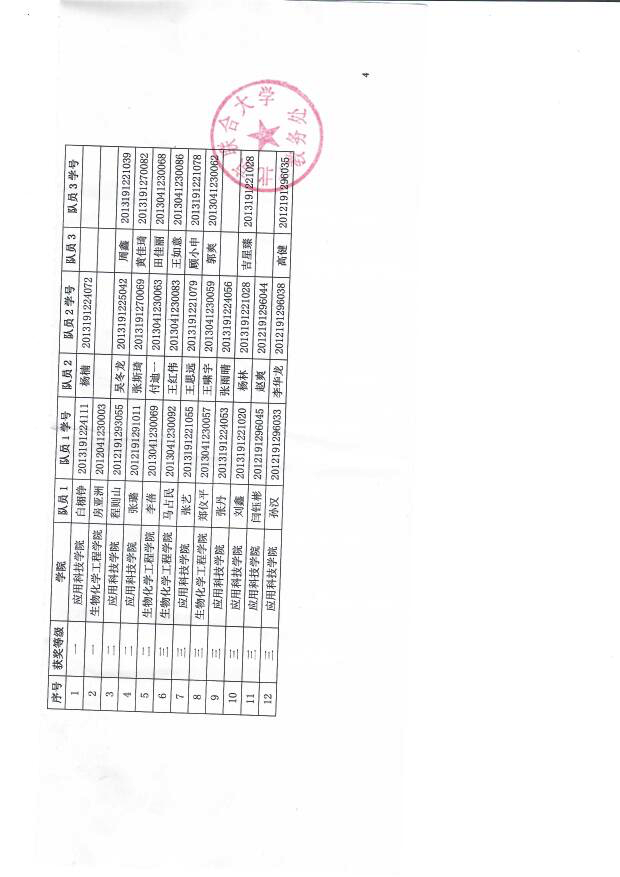 序号 获奖等级 学院 队员 1 队员 1 学号 队员 2 队员 2 学号 队员 3 队员 3 学号
1 一 应用科技学院 白栩铮 2013191224111 杨楠 2013191224072
2 一 生物化学工程学院 房亚洲 2012041230003
3 二 应用科技学院 程则山 2012191293055 吴冬龙 2013191225042 周鑫 2013191221039
4 二 应用科技学院 张璐 2012191291011 张斯琦 2013191270069 黄佳琦 2013191270082
5 二 生物化学工程学院 李蓓 2013041230069 付迪一 2013041230063 田佳丽 2013041230068
6 三 生物化学工程学院 马占民 2013041230092 王红伟 2013041230083 王如意 2013041230086
7 三 应用科技学院 张艺 2013191221055 王思远 2013191221079 顾小申 2013191221078
8 三 生物化学工程学院 郑仪平 2013041230057 王啸宇 2013041230059 郭爽 2013041230062
9 三 应用科技学院 张丹 2013191224053 张雨晴 2013191224056
10 三 应用科技学院 刘鑫 2013191221020 杨林 2013191221028 吉星臻 2013191221028
11 三 应用科技学院 闫钰彬 2012191296045 赵爽 2012191296044
12 三 应用科技学院 孙汉 2012191296033 李华龙 2012191296038 高健 2012191296035
北京联合大学
教务处
4